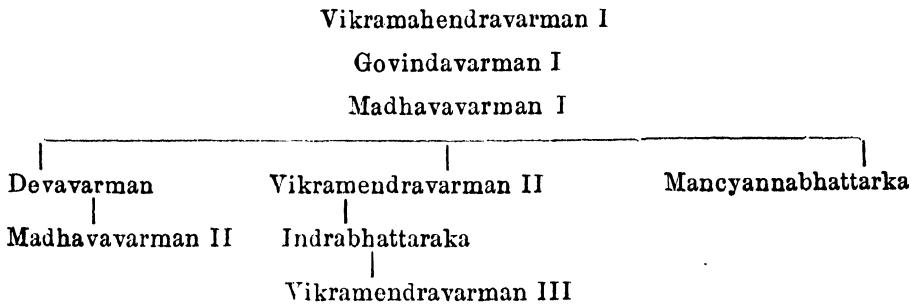 Vikramahendravarman I
Govindavarman I
Madhavavarman I
Devavarman Vikramendravarman II Mancyannabhattarka
Madhavavarman II Indrabhattaraka
Vikramendravarman III